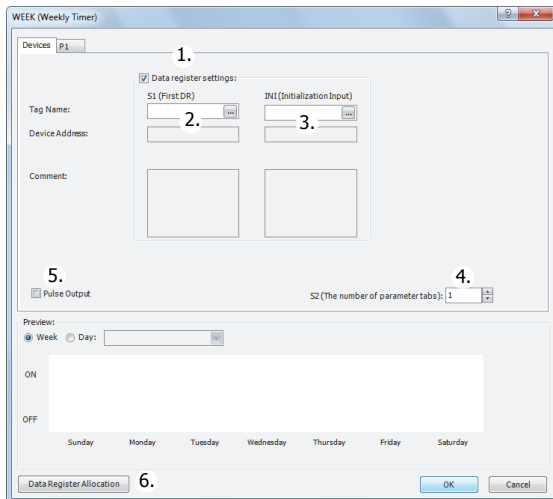 WEEK (Weekly Timer)
Devices P1
1.
Data register settings:
S1 (First DR) INI (Initialization Input)
Tag Name: ... ...
2. 3.
Device Address:
Comment:
5. 4.
Pulse Output S2 (The number of parameter tabs): 1
Preview:
Week Day:
ON
OFF
Sunday Monday Tuesday Wednesday Thursday Friday Saturday
Data Register Allocation 6. OK Cancel